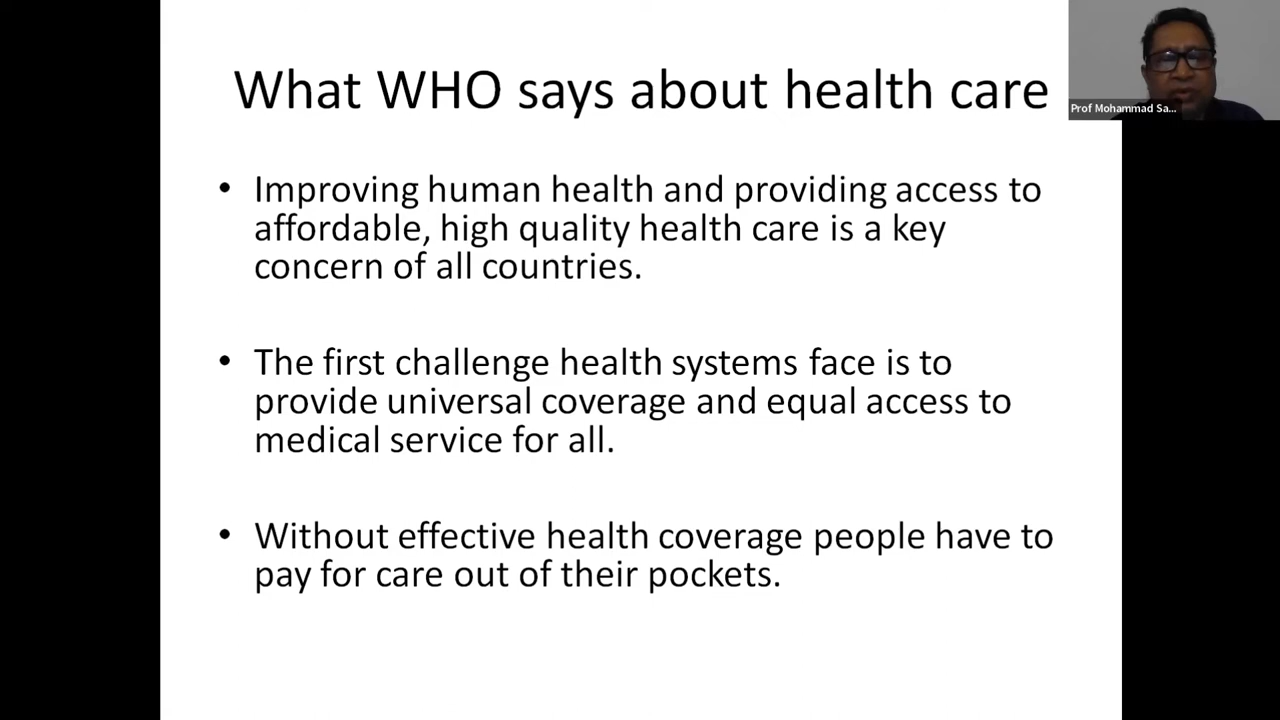 What WHO says about health care
Prof Mohammad Sa...
• Improving human health and providing access to
affordable, high quality health care is a key
concern of all countries.
• The first challenge health systems face is to
provide universal coverage and equal access to
medical service for all.
• Without effective health coverage people have to
pay for care out of their pockets.